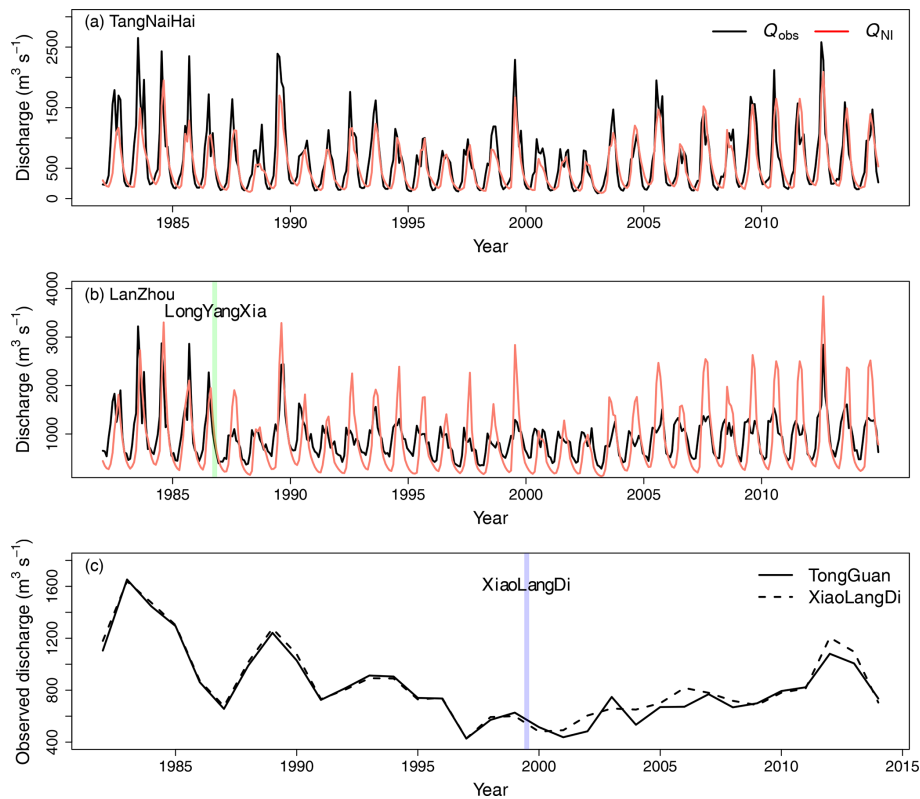 (a) TangNaiHai
Q obs
Q NI
Discharge (m³ s⁻¹)
2500
1500
500
0
1985
1990
1995
2000
2005
2010
Year
(b) LanZhou
LongYangXia
Discharge (m³ s⁻¹)
4000
3000
2000
1000
1985
1990
1995
2000
2005
2010
Year
(c)
XiaoLangDi
TongGuan
XiaoLangDi
Observed discharge (m³ s⁻¹)
1600
1200
800
400
1985
1990
1995
2000
2005
2010
2015
Year